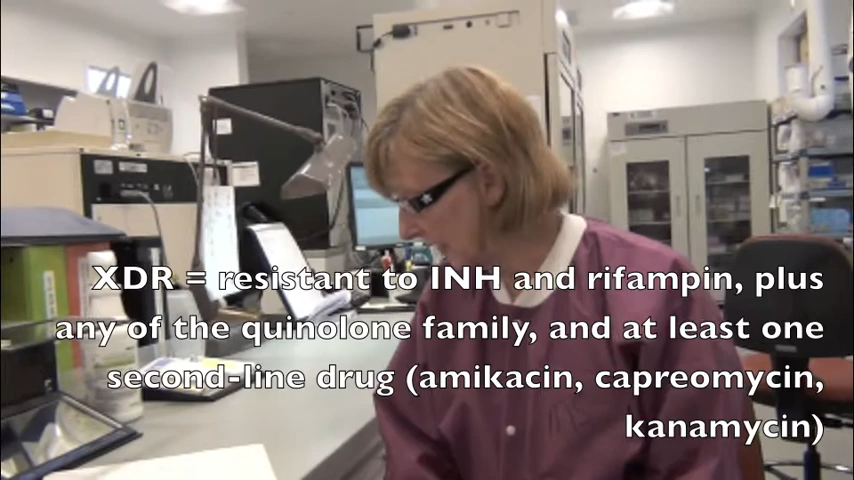 XDR = resistant to INH and rifampin, plus
any of the quinolone family, and at least one
second-line drug (amikacin, capreomycin,
kanamycin)